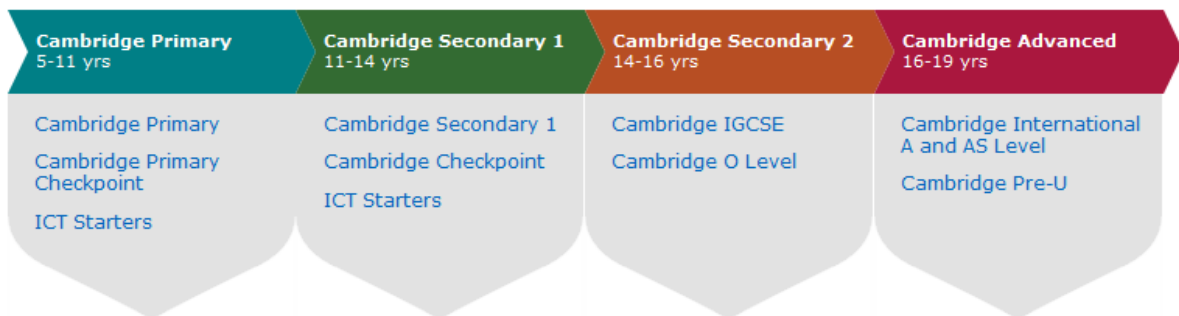 Cambridge Primary
5-11 yrs
Cambridge Primary
Cambridge Primary
Checkpoint
ICT Starters
Cambridge Secondary 1
11-14 yrs
Cambridge Secondary 1
Cambridge Checkpoint
ICT Starters
Cambridge Secondary 2
14-16 yrs
Cambridge IGCSE
Cambridge O Level
Cambridge Advanced
16-19 yrs
Cambridge International
A and AS Level
Cambridge Pre-U